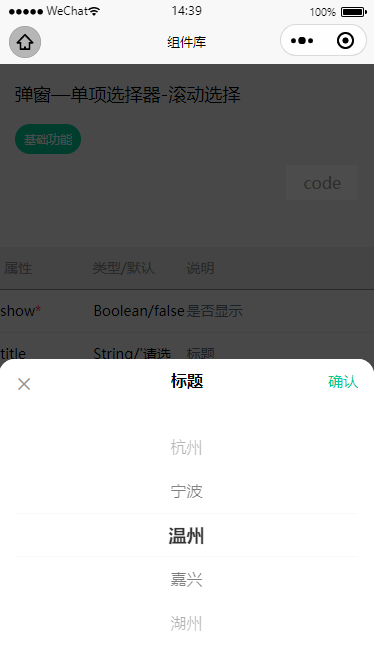 WeChat 14:39 100%
组件库
弹窗—单项选择器-滚动选择
基础功能
code
属性 类型/默认 说明
show* Boolean/false 是否显示
title String/'请选 标题
标题 确认
杭州
宁波
温州
嘉兴
湖州